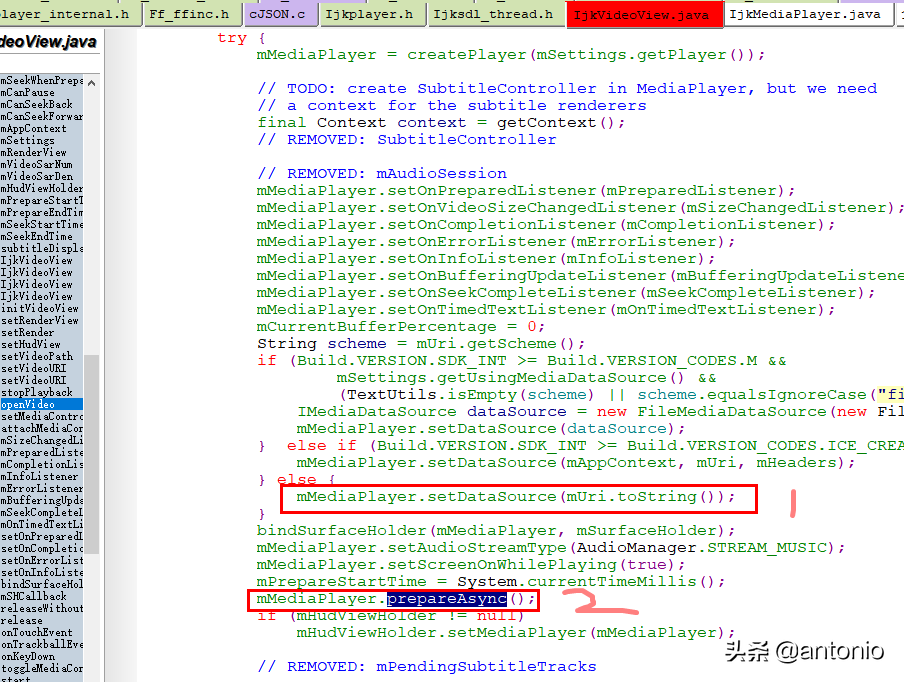 player_internal.h
Ff_ffinc.h
cJSON.c
Ijkplayer.h
Ijksdl_thread.h
IjkVideoView.java
IjkMediaPlayer.java
deoView.java
mSeekWhenPrepa
mCanPause
mCanSeekBack
mCanSeekForwar
mAppContext
mSettings
mRenderView
mVideoSarNum
mVideoSarDen
mHudViewHolder
mPrepareStartT
mPrepareEndTim
mSeekStartTime
mSeekEndTime
subtitleDispla
IjkVideoView
IjkVideoView
IjkVideoView
IjkVideoView
initVideoView
setRenderView
setRender
setHudView
setVideoPath
setVideoURI
setVideoURI
stopPlayback
openVideo
setMediaContro
attachMediaCon
mSizeChangedLi
mPreparedListe
mCompletionLis
mInfoListener
mErrorListener
mBufferingUpda
mSeekCompleteL
mOnTimedTextLi
setOnPreparedL
setOnCompletio
setOnErrorList
setOnInfoListe
bindSurfaceHol
mSHCallback
releaseWithout
release
onTouchEvent
onTrackballEve
onKeyDown
toggleMediaCon
start
try {
mMediaPlayer = createPlayer(mSettings.getPlayer());
// TODO: create SubtitleController in MediaPlayer, but we need
// a context for the subtitle renderers
final Context context = getContext();
// REMOVED: SubtitleController
// REMOVED: mAudioSession
mMediaPlayer.setOnPreparedListener(mPreparedListener);
mMediaPlayer.setOnVideoSizeChangedListener(mSizeChangedListener);
mMediaPlayer.setOnCompletionListener(mCompletionListener);
mMediaPlayer.setOnErrorListener(mErrorListener);
mMediaPlayer.setOnInfoListener(mInfoListener);
mMediaPlayer.setOnBufferingUpdateListener(mBufferingUpdateListene
mMediaPlayer.setOnSeekCompleteListener(mSeekCompleteListener);
mMediaPlayer.setOnTimedTextListener(mOnTimedTextListener);
mCurrentBufferPercentage = 0;
String scheme = mUri.getScheme();
if (Build.VERSION.SDK_INT >= Build.VERSION_CODES.M &&
mSettings.getUsingMediaDataSource() &&
(TextUtils.isEmpty(scheme) || scheme.equalsIgnoreCase("fi
IMediaDataSource dataSource = new FileMediaDataSource(new Fil
mMediaPlayer.setDataSource(dataSource);
} else if (Build.VERSION.SDK_INT >= Build.VERSION_CODES.ICE_CREA
mMediaPlayer.setDataSource(mAppContext, mUri, mHeaders);
} else {
mMediaPlayer.setDataSource(mUri.toString());
1
}
bindSurfaceHolder(mMediaPlayer, mSurfaceHolder);
mMediaPlayer.setAudioStreamType(AudioManager.STREAM_MUSIC);
mMediaPlayer.setScreenOnWhilePlaying(true);
mPrepareStartTime = System.currentTimeMillis();
mMediaPlayer.prepareAsync();
2
if (mHudViewHolder != null)
mHudViewHolder.setMediaPlayer(mMediaPlayer);
// REMOVED: mPendingSubtitleTracks
头条 @antonio